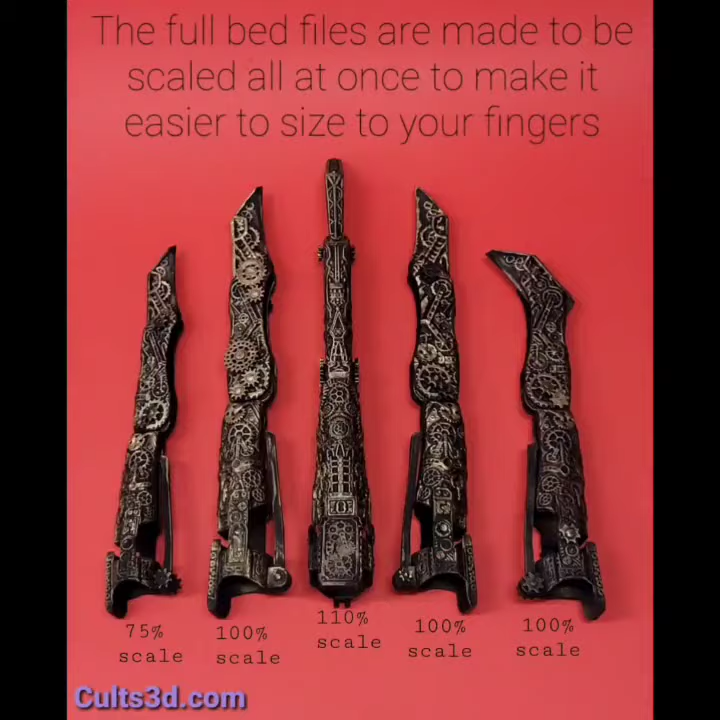 The full bed files are made to be
scaled all at once to make it
easier to size to your fingers
75% scale
100% scale
110% scale
100% scale
100% scale
Cults3d.com